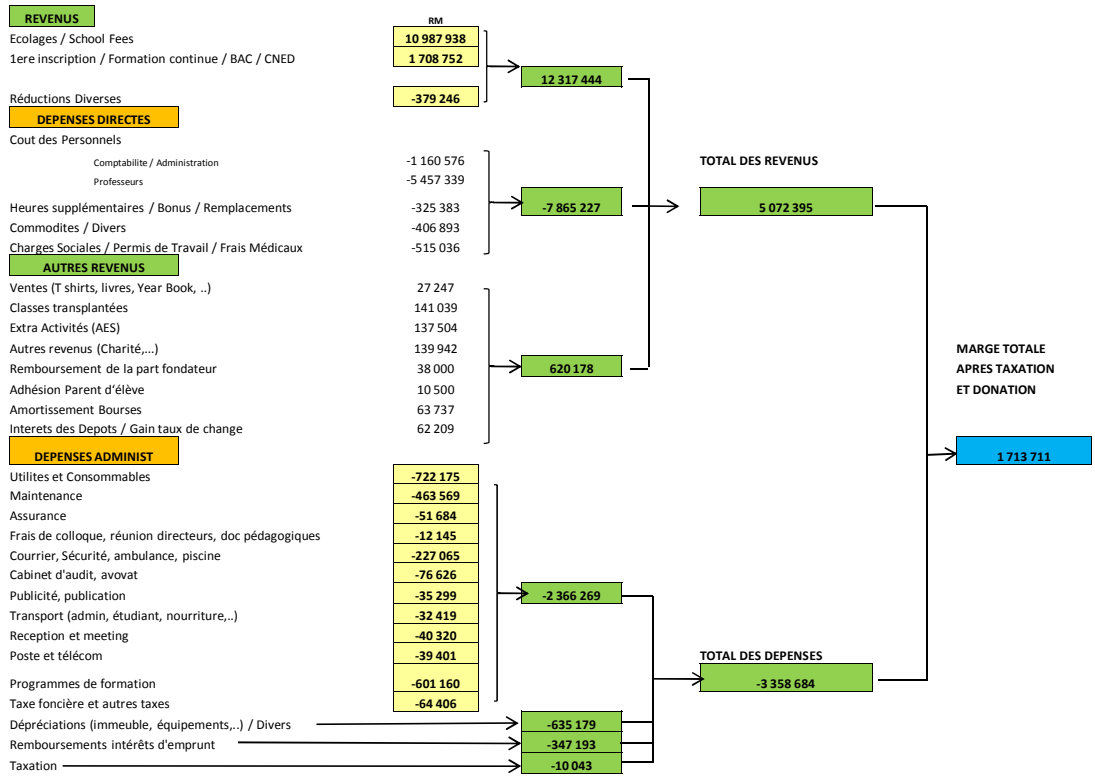 REVENUS
RM
Ecolages / School Fees 10 987 938
1ere inscription / Formation continue / BAC / CNED 1 708 752
12 317 444
Réductions Diverses -379 246
DEPENSES DIRECTES
Cout des Personnels
Comptabilite / Administration -1 160 576 TOTAL DES REVENUS
Professeurs -5 457 339
Heures supplémentaires / Bonus / Remplacements -325 383 -7 865 227 5 072 395
Commodites / Divers -406 893
Charges Sociales / Permis de Travail / Frais Médicaux -515 036
AUTRES REVENUS
Ventes (T shirts, livres, Year Book, ..) 27 247
Classes transplantées 141 039
Extra Activités (AES) 137 504
Autres revenus (Charité,...) 139 942 MARGE TOTALE
Remboursement de la part fondateur 38 000 620 178 APRES TAXATION
Adhésion Parent d'élève 10 500 ET DONATION
Amortissement Bourses 63 737
Interets des Depots / Gain taux de change 62 209
DEPENSES ADMINIST 1 713 711
Utilites et Consommables -722 175
Maintenance -463 569
Assurance -51 684
Frais de colloque, réunion directeurs, doc pédagogiques -12 145
Courrier, Sécurité, ambulance, piscine -227 065
Cabinet d'audit, avovat -76 626
Publicité, publication -35 299 -2 366 269
Transport (admin, étudiant, nourriture,..) -32 419
Reception et meeting -40 320
Poste et télécom -39 401 TOTAL DES DEPENSES
Programmes de formation -601 160 -3 358 684
Taxe foncière et autres taxes -64 406
Dépréciations (immeuble, équipements,..) / Divers -635 179
Remboursements intérêts d'emprunt -347 193
Taxation -10 043